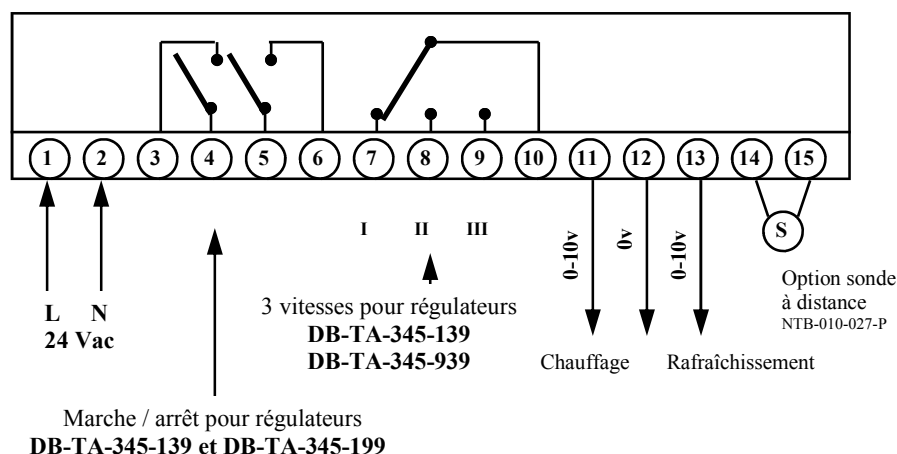 1 2 3 4 5 6 7 8 9 10 11 12 13 14 15
I II III
0-10v 0v 0-10v
S
L N
24 Vac
3 vitesses pour régulateurs
DB-TA-345-139
DB-TA-345-939
Option sonde
à distance
NTB-010-027-P
Chauffage Rafraîchissement
Marche / arrêt pour régulateurs
DB-TA-345-139 et DB-TA-345-199